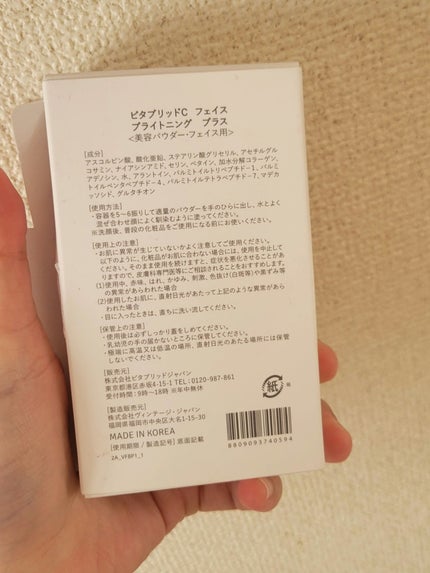 ビタブリッドC フェイス
ブライトニング プラス
<美容パウダー・フェイス用>
[成分]
アスコルビン酸、酸化亜鉛、ステアリン酸グリセリル、アセチルグル
コサミン、ナイアシンアミド、セリン、ベタイン、加水分解コラーゲン、
アデノシン、水、アラントイン、パルミトイルトリペプチド-1、パルミ
トイルペンタペプチド-4、パルミトイルテトラペプチド-7、マデカ
ッソシド、グルタチオン
[使用方法]
・容器を5〜6振りして適量のパウダーを手のひらに出し、水とよく
混ぜ合わせ顔によく馴染むように塗ってください。
※洗顔後、普段の化粧品をご使用になる前にお使いください。
[使用上の注意]
・お肌に異常が生じていないかよく注意してご使用ください。
以下のように、化粧品がお肌に合わない場合には、使用を中止して
ください。そのまま使用を続けますと、症状を悪化させることがあ
りますので、皮膚科専門医等にご相談されることをおすすめします。
(1)使用中、赤味、はれ、かゆみ、刺激、色抜け(白斑等)や黒ずみ等
の異常があらわれた場合
(2)使用したお肌に、直射日光があたって上記のような異常があら
われた場合
・目に入ったときは、直ちに洗い流してください。
[保管上の注意]
・使用後は必ずしっかり蓋をしめてください。
・乳幼児の手の届かないところに保管してください。
・極端に高温又は低温の場所、直射日光のあたる場所には保管
しないでください。
[販売元]
株式会社ビタブリッドジャパン
東京都港区赤坂4-15-1 TEL:0120-987-861
受付時間:9時〜18時 ※年中無休
[製造販売元]
株式会社ヴィンテージ・ジャパン
福岡県福岡市中央区大名1-15-30
MADE IN KOREA
[使用期限/製造記号] 底面記載
2A_VFBP1_1
紙
8809093740594